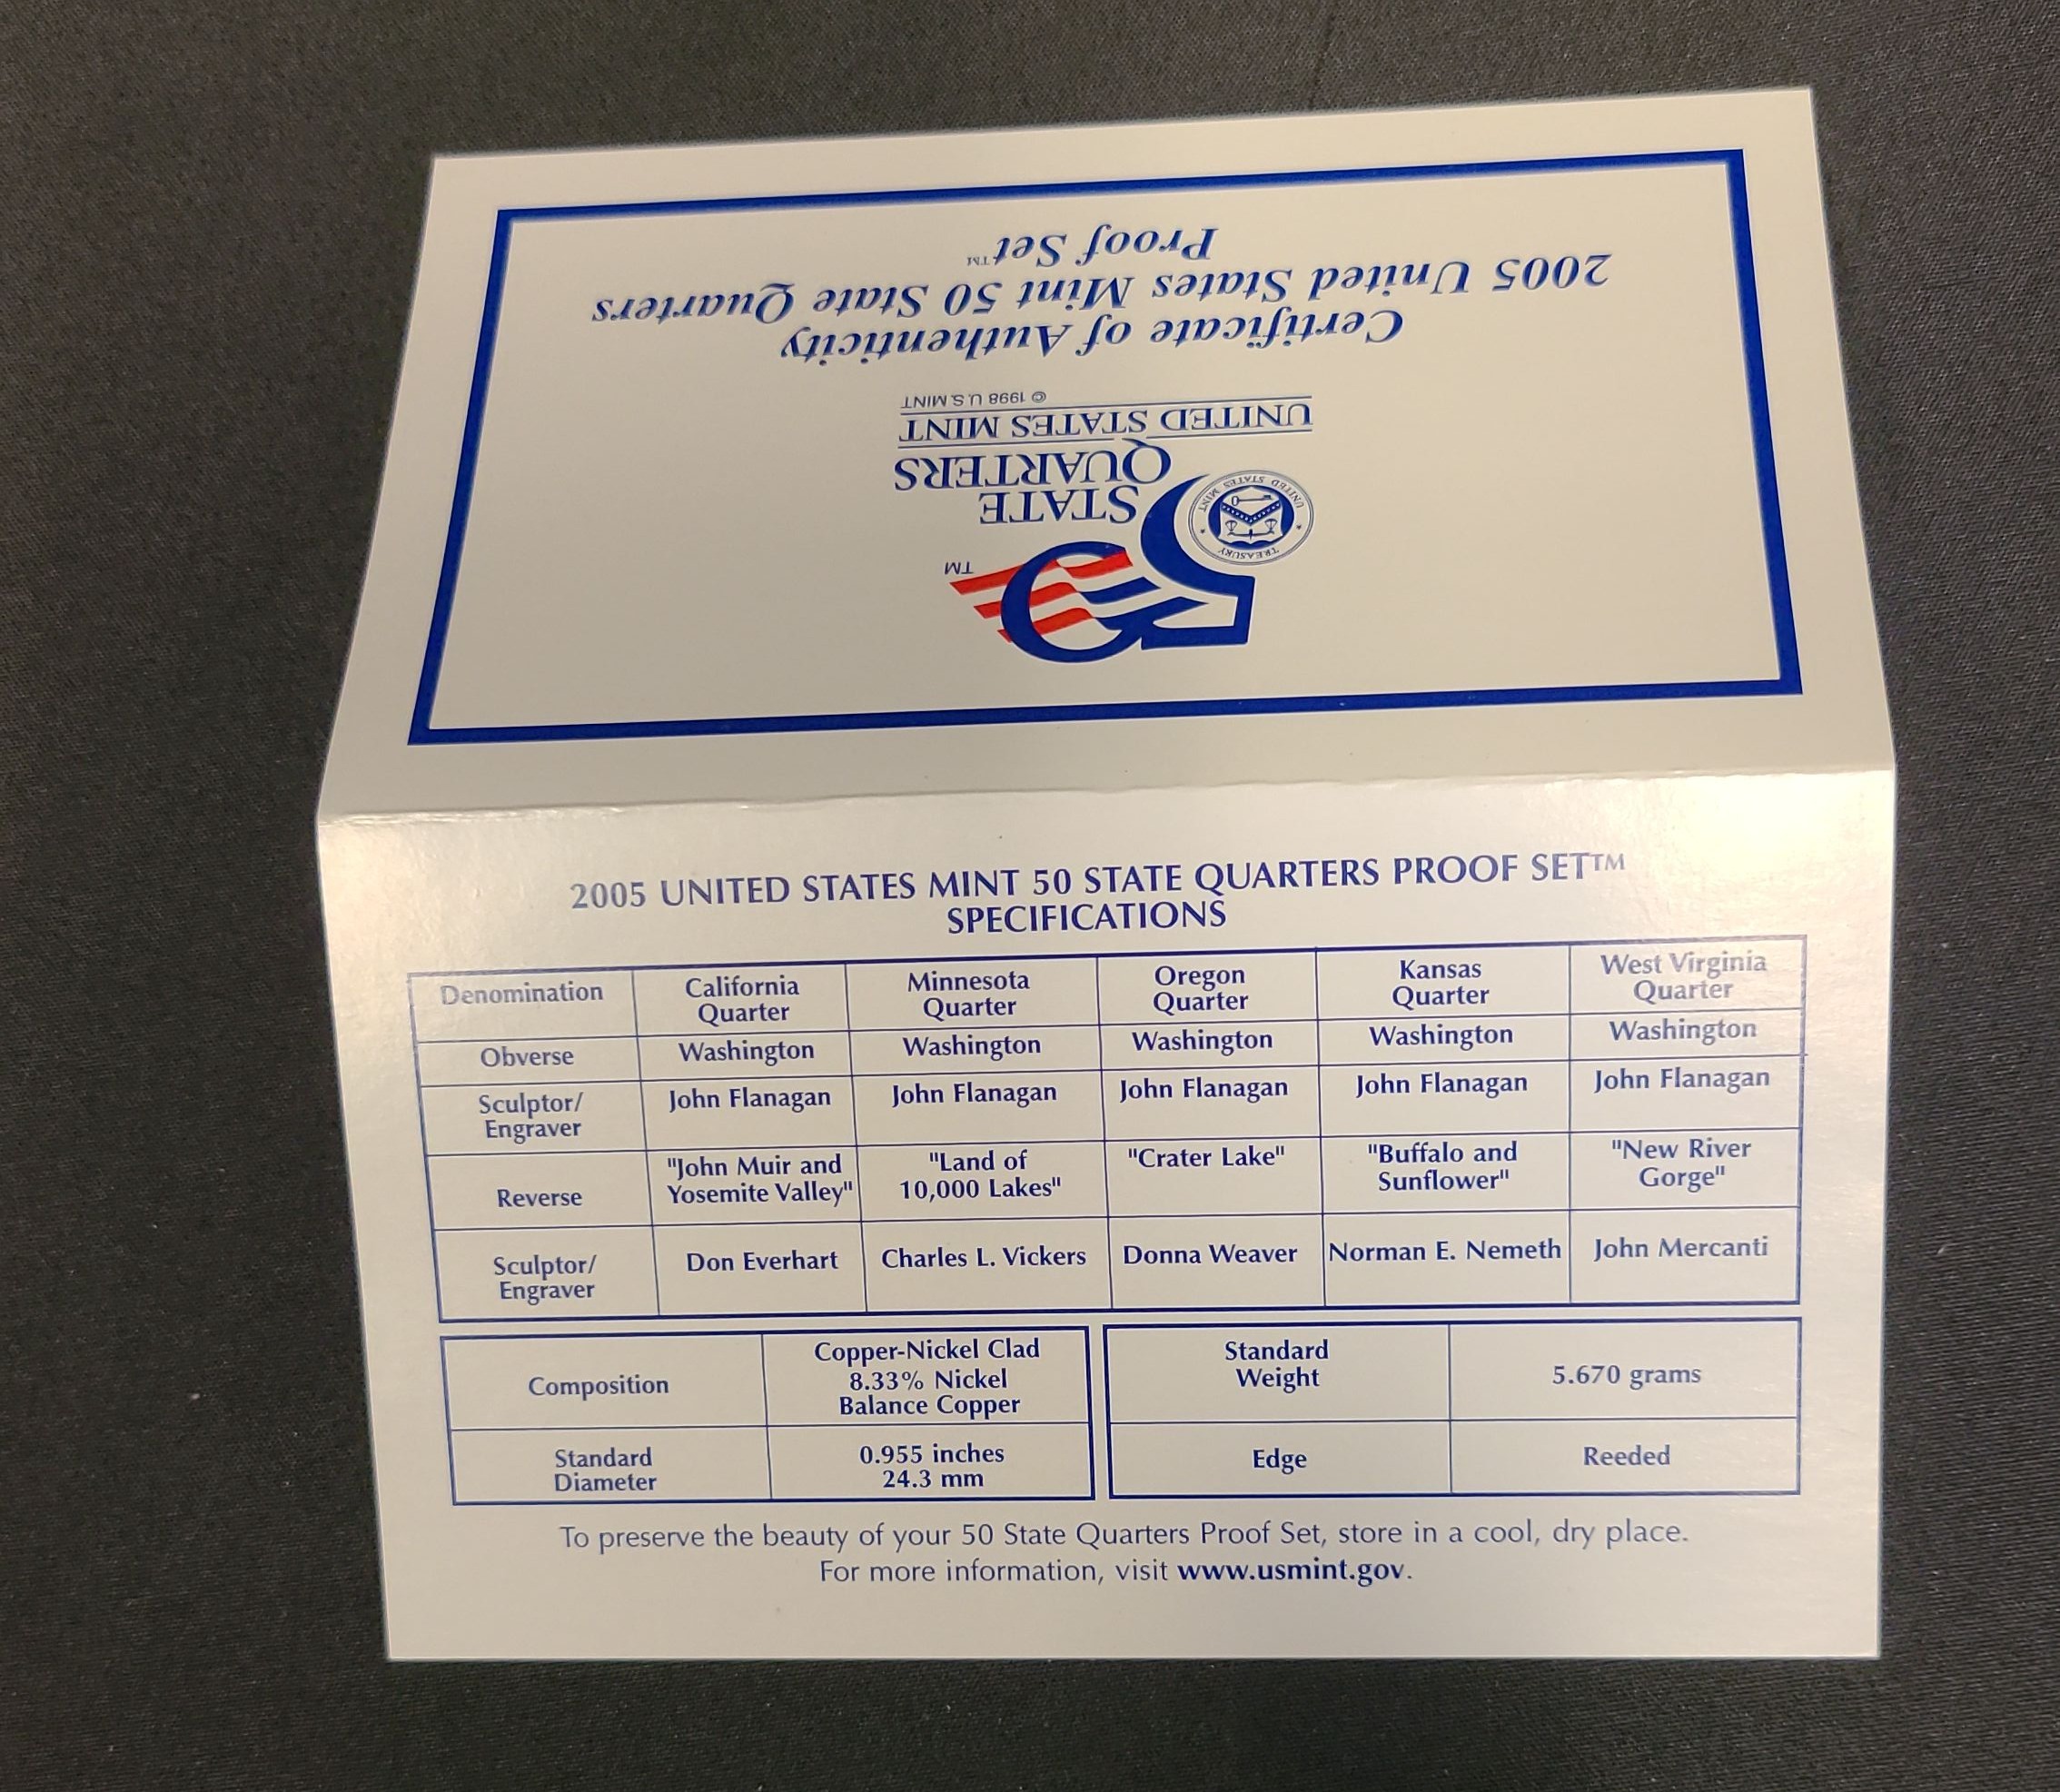 Certificate of Authenticity
2005 United States Mint 50 State Quarters
Proof Set™
50
TM
STATE
QUARTERS
UNITED STATES MINT
© 1998 U.S. MINT
TREASURY
UNITED STATES MINT
2005 UNITED STATES MINT 50 STATE QUARTERS PROOF SET™
SPECIFICATIONS
Denomination
California
Quarter
Minnesota
Quarter
Oregon
Quarter
Kansas
Quarter
West Virginia
Quarter
Obverse
Washington
Washington
Washington
Washington
Washington
Sculptor/
Engraver
John Flanagan
John Flanagan
John Flanagan
John Flanagan
John Flanagan
Reverse
"John Muir and
Yosemite Valley"
"Land of
10,000 Lakes"
"Crater Lake"
"Buffalo and
Sunflower"
"New River
Gorge"
Sculptor/
Engraver
Don Everhart
Charles L. Vickers
Donna Weaver
Norman E. Nemeth
John Mercanti
Composition
Copper-Nickel Clad
8.33% Nickel
Balance Copper
Standard
Diameter
0.955 inches
24.3 mm
Standard
Weight
5.670 grams
Edge
Reeded
To preserve the beauty of your 50 State Quarters Proof Set, store in a cool, dry place.
For more information, visit www.usmint.gov.